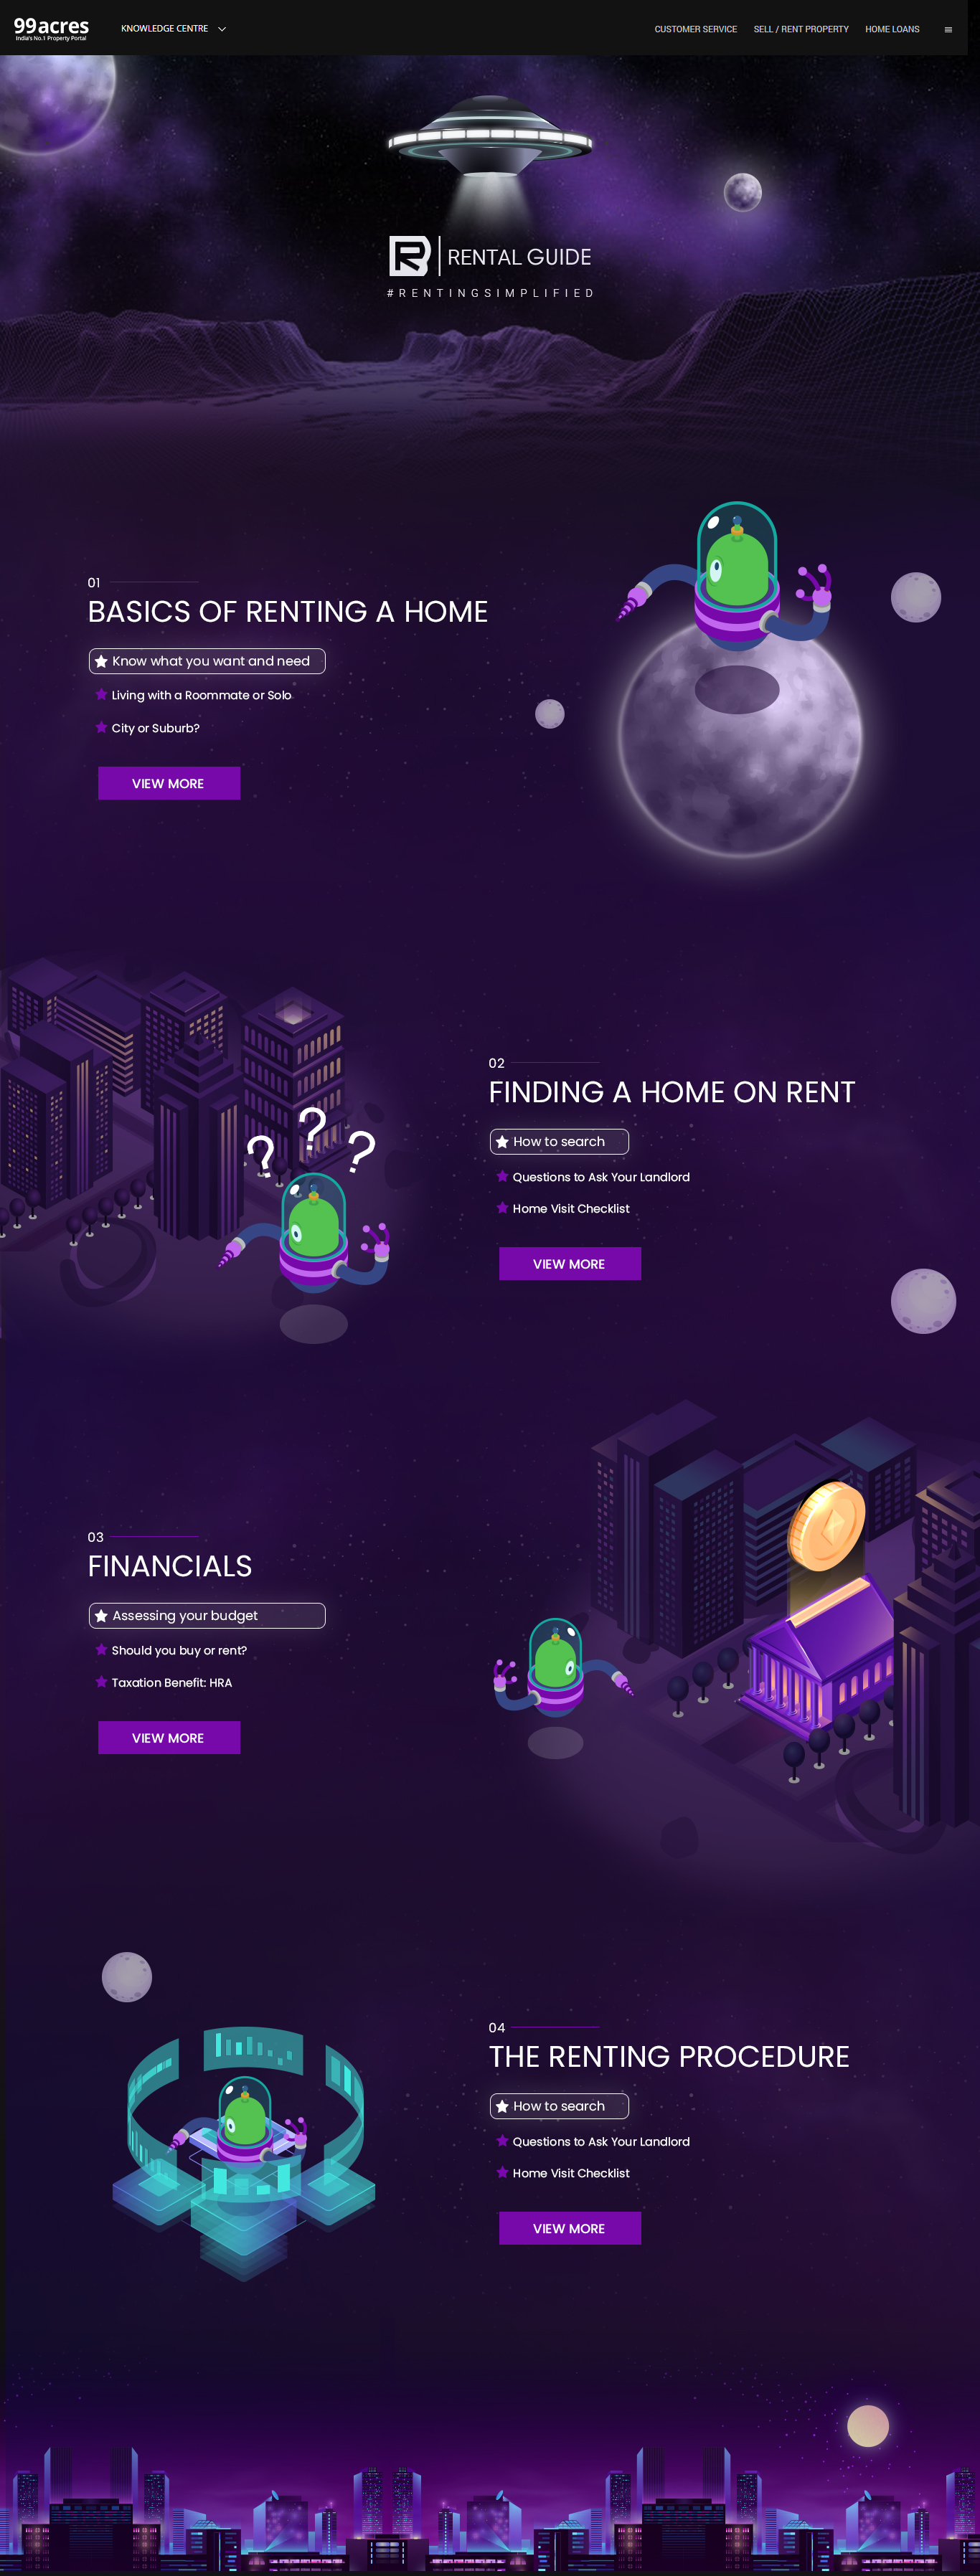 99acres
India's No.1 Property Portal
KNOWLEDGE CENTRE
CUSTOMER SERVICE
SELL / RENT PROPERTY
HOME LOANS
R
RENTAL GUIDE
#RENTINGSIMPLIFIED
01
BASICS OF RENTING A HOME
Know what you want and need
Living with a Roommate or Solo
City or Suburb?
VIEW MORE
? ? ?
02
FINDING A HOME ON RENT
How to search
Questions to Ask Your Landlord
Home Visit Checklist
VIEW MORE
03
FINANCIALS
Assessing your budget
Should you buy or rent?
Taxation Benefit: HRA
VIEW MORE
04
THE RENTING PROCEDURE
How to search
Questions to Ask Your Landlord
Home Visit Checklist
VIEW MORE